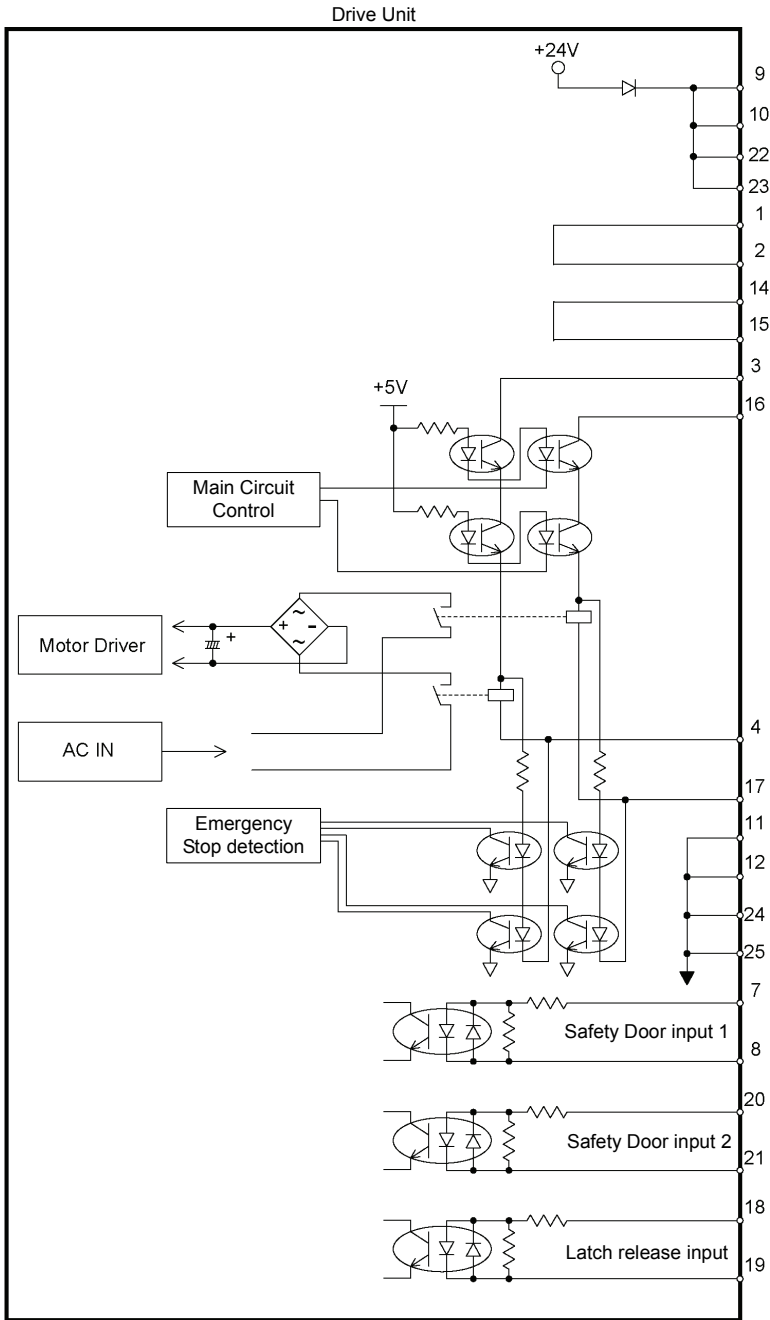 Drive Unit
+24V
9
10
22
23
1
2
14
15
3
16
+5V
Main Circuit
Control
Motor Driver
~
+
-
~
+
AC IN
4
17
Emergency
Stop detection
11
12
24
25
7
Safety Door input 1
8
20
Safety Door input 2
21
18
Latch release input
19